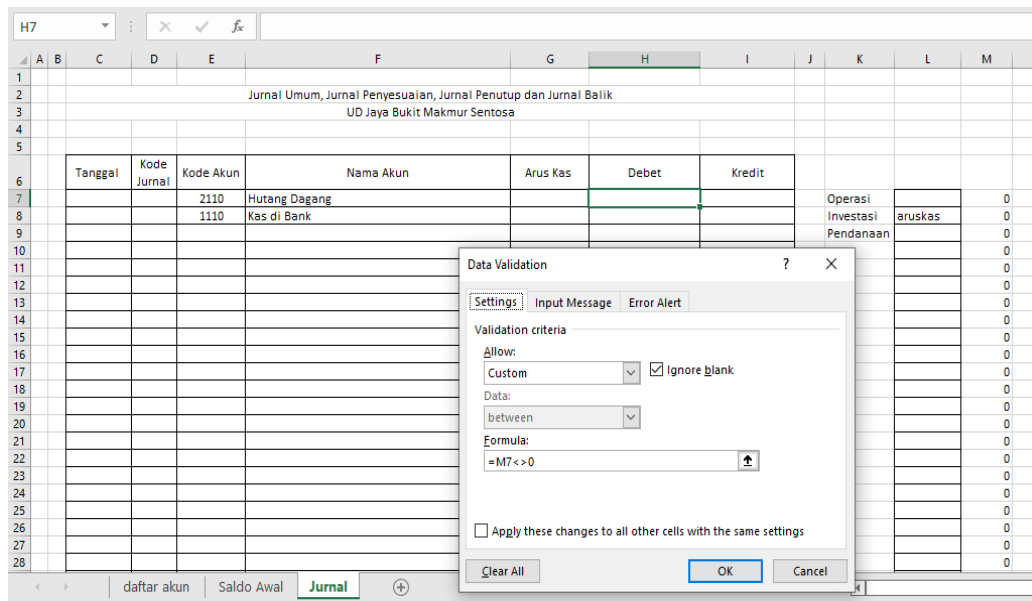 H7
fx
A B C D E F G H I J K L M
1
2 Jurnal Umum, Jurnal Penyesuaian, Jurnal Penutup dan Jurnal Balik
3 UD Jaya Bukit Makmur Sentosa
4
5
6 Tanggal Kode Jurnal Kode Akun Nama Akun Arus Kas Debet Kredit
7 2110 Hutang Dagang Operasi 0
8 1110 Kas di Bank Investasi aruskas 0
9 Pendanaan 0
10 0
11 0
12 0
13 0
14 0
15 0
16 0
17 0
18 0
19 0
20 0
21 0
22 0
23 0
24 0
25 0
26 0
27 0
28 0
Data Validation ?
Settings Input Message Error Alert
Validation criteria
Allow:
Custom Ignore blank
Data:
between
Formula:
=M7<>0
Apply these changes to all other cells with the same settings
Clear All OK Cancel
daftar akun Saldo Awal Jurnal